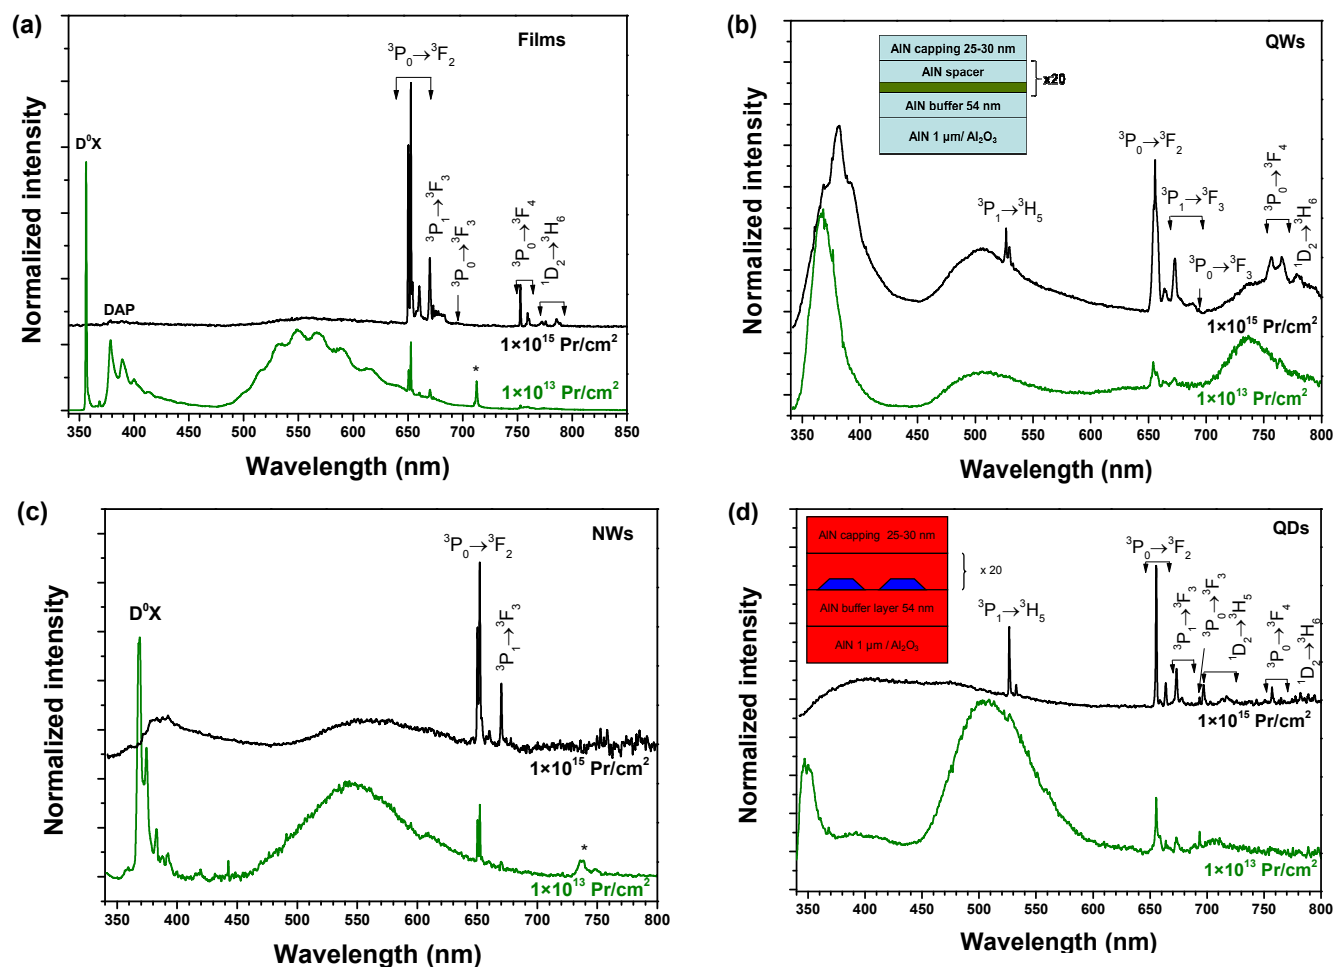 (a)
Films
³P₀→³F₂
D⁰X
DAP
³P₁→³F₃
³P₀→³F₃
³P₀→³F₄
¹D₂→³H₆
1×10¹⁵ Pr/cm²
1×10¹³ Pr/cm²
*
Normalized intensity
350 400 450 500 550 600 650 700 750 800 850
Wavelength (nm)
(b)
QWs
AlN capping 25-30 nm
AlN spacer
x20
AlN buffer 54 nm
AlN 1 µm/ Al₂O₃
³P₁→³H₅
³P₀→³F₂
³P₁→³F₃
³P₀→³F₃
³P₀→³F₄
¹D₂→³H₆
1×10¹⁵ Pr/cm²
1×10¹³ Pr/cm²
Normalized intensity
350 400 450 500 550 600 650 700 750 800
Wavelength (nm)
(c)
NWs
³P₀→³F₂
D⁰X
³P₁→³F₃
1×10¹⁵ Pr/cm²
*
1×10¹³ Pr/cm²
Normalized intensity
350 400 450 500 550 600 650 700 750 800
Wavelength (nm)
(d)
QDs
AlN capping 25-30 nm
x 20
AlN buffer layer 54 nm
AlN 1 µm / Al₂O₃
³P₁→³H₅
³P₀→³F₂
³P₁→³F₃
³P₀→³F₃
¹D₂→³H₅
³P₀→³F₄
¹D₂→³H₆
1×10¹⁵ Pr/cm²
1×10¹³ Pr/cm²
Normalized intensity
350 400 450 500 550 600 650 700 750 800
Wavelength (nm)